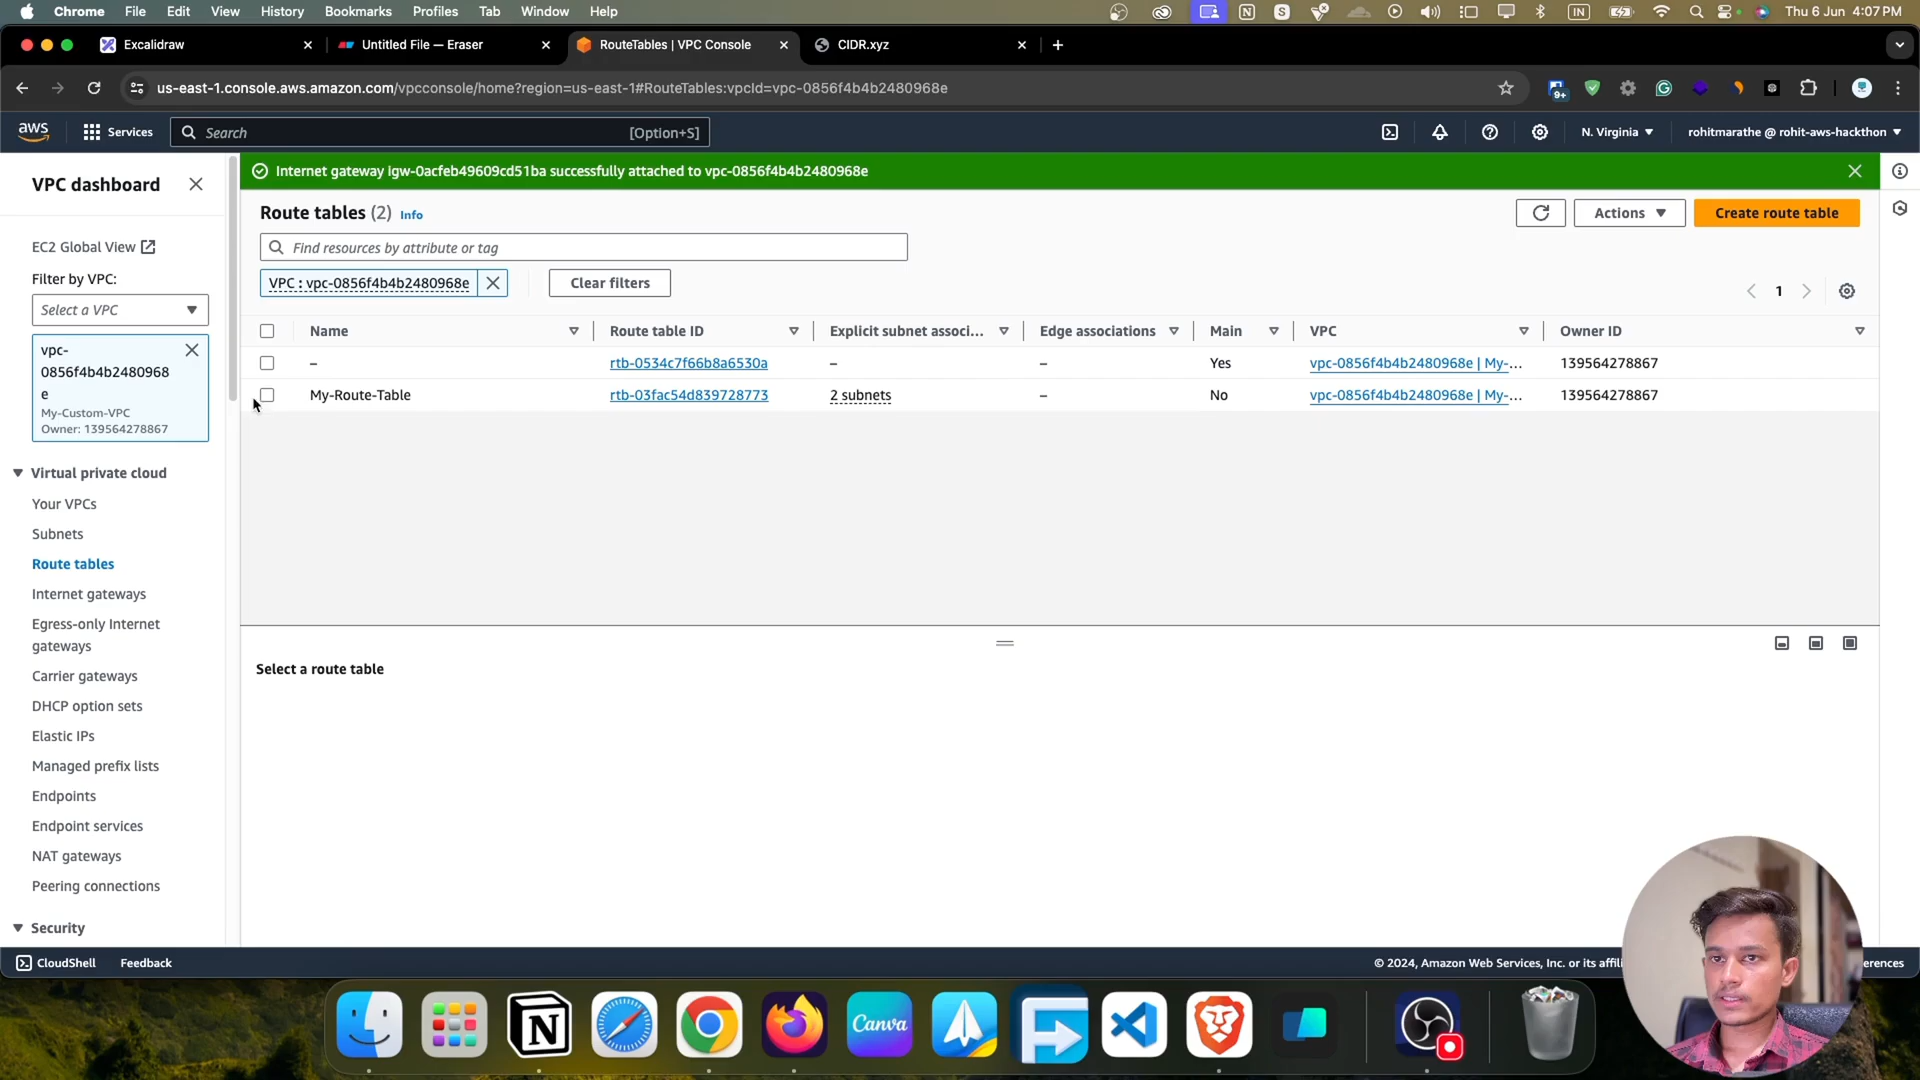 Chrome File Edit View History Bookmarks Profiles Tab Window Help IN Thu 6 Jun 4:07 PM
Excalidraw Untitled File — Eraser RouteTables | VPC Console CIDR.xyz
us-east-1.console.aws.amazon.com/vpcconsole/home?region=us-east-1#RouteTables:vpcId=vpc-0856f4b4b2480968e 9+
aws Services Search [Option+S] N. Virginia rohitmarathe @ rohit-aws-hackthon
VPC dashboard
EC2 Global View
Filter by VPC:
Select a VPC
vpc-
0856f4b4b2480968
e
My-Custom-VPC
Owner: 139564278867
Virtual private cloud
Your VPCs
Subnets
Route tables
Internet gateways
Egress-only Internet
gateways
Carrier gateways
DHCP option sets
Elastic IPs
Managed prefix lists
Endpoints
Endpoint services
NAT gateways
Peering connections
Security
Internet gateway igw-0acfeb49609cd51ba successfully attached to vpc-0856f4b4b2480968e
Route tables (2) Info
Actions Create route table
Find resources by attribute or tag
VPC : vpc-0856f4b4b2480968e Clear filters
1
Name Route table ID Explicit subnet associ... Edge associations Main VPC Owner ID
– rtb-0534c7f66b8a6530a – – Yes vpc-0856f4b4b2480968e | My-... 139564278867
My-Route-Table rtb-03fac54d839728773 2 subnets – No vpc-0856f4b4b2480968e | My-... 139564278867
Select a route table
CloudShell Feedback © 2024, Amazon Web Services, Inc. or its affili erences
Canva